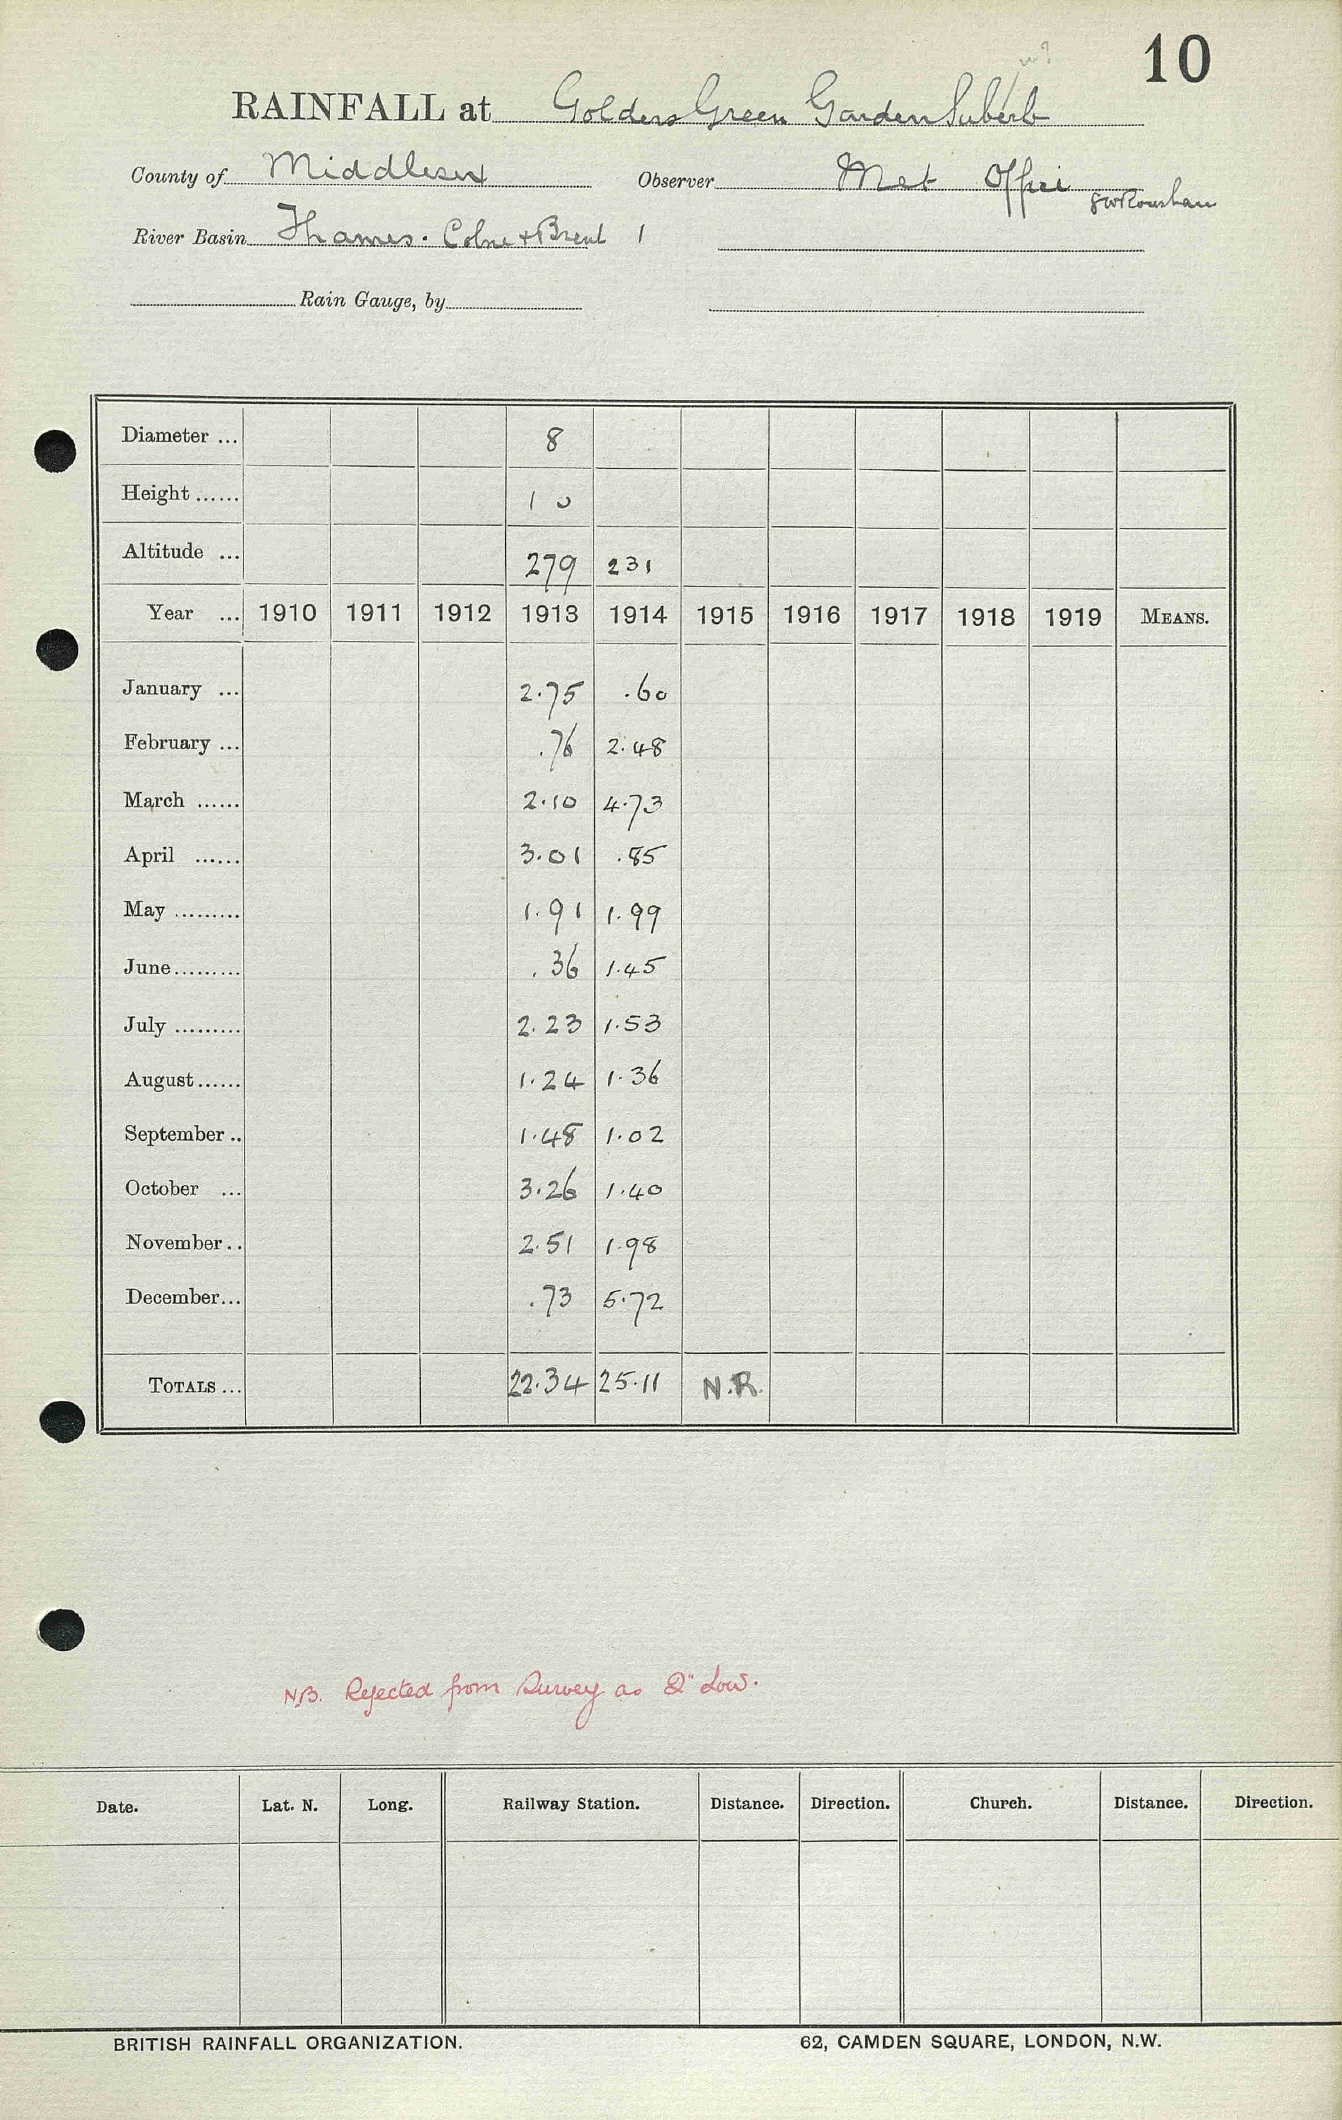 10
RAINFALL at Golders Green Garden Suburb
County of Middlesex Observer Met Office
River Basin Thames. Colne & Brent 1
Rain Gauge, by
Diameter ... 8
Height ...... 1 0
Altitude ... 279 231
Year ... 1910 1911 1912 1913 1914 1915 1916 1917 1918 1919 MEANS.
January ... 2.75 .60
February ... .76 2.48
March ...... 2.10 4.73
April ...... 3.01 .85
May ......... 1.91 1.99
June......... .36 1.45
July ......... 2.23 1.53
August...... 1.24 1.36
September .. 1.48 1.02
October ... 3.26 1.40
November.. 2.51 1.98
December... .73 5.72
TOTALS ... 22.34 25.11 N.R.
N.B. Rejected from Survey as 2" Low.
Date. Lat. N. Long. Railway Station. Distance. Direction. Church. Distance. Direction.
BRITISH RAINFALL ORGANIZATION. 62, CAMDEN SQUARE, LONDON, N.W.